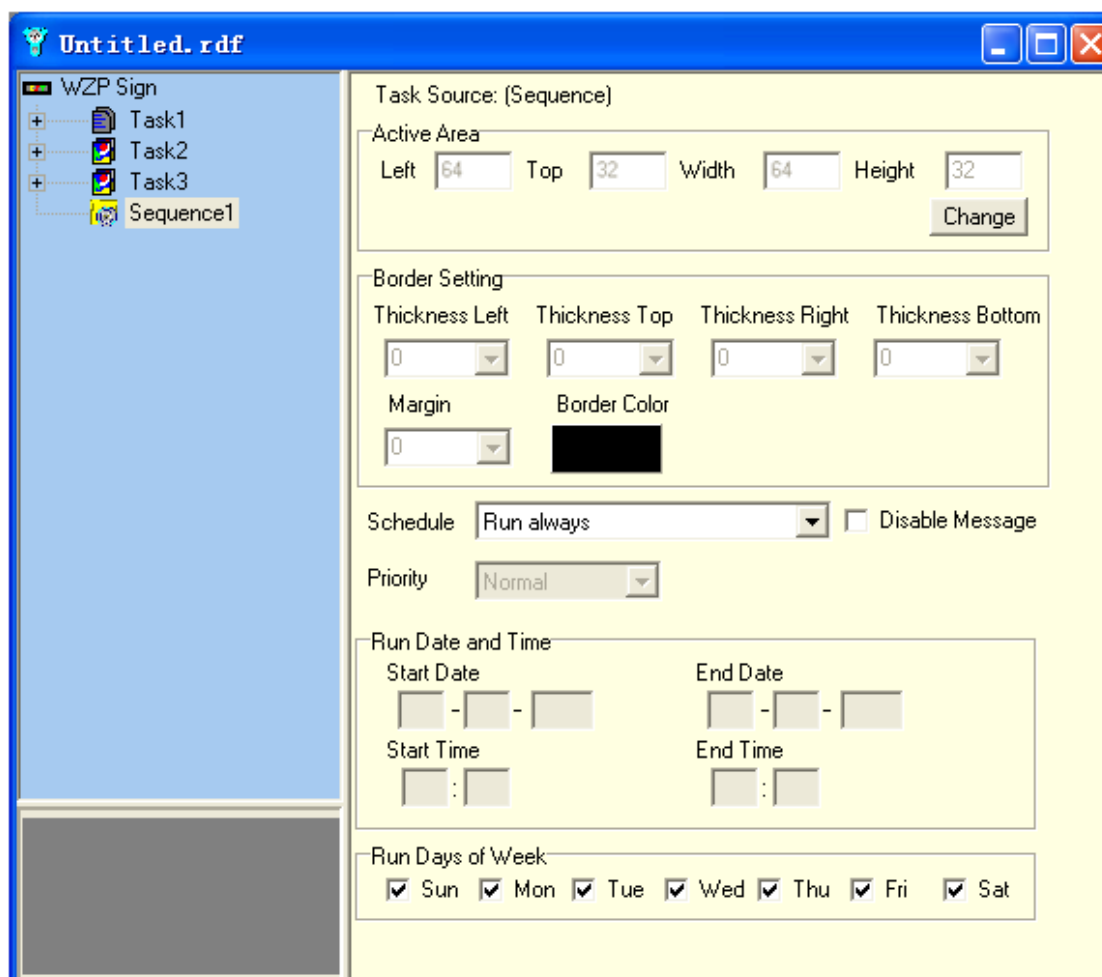 Untitled.rdf
WZP Sign
Task1
Task2
Task3
Sequence1
Task Source: (Sequence)
Active Area
Left 64 Top 32 Width 64 Height 32
Change
Border Setting
Thickness Left Thickness Top Thickness Right Thickness Bottom
0 0 0 0
Margin Border Color
0
Schedule Run always Disable Message
Priority Normal
Run Date and Time
Start Date End Date
- - - -
Start Time End Time
: :
Run Days of Week
Sun Mon Tue Wed Thu Fri Sat